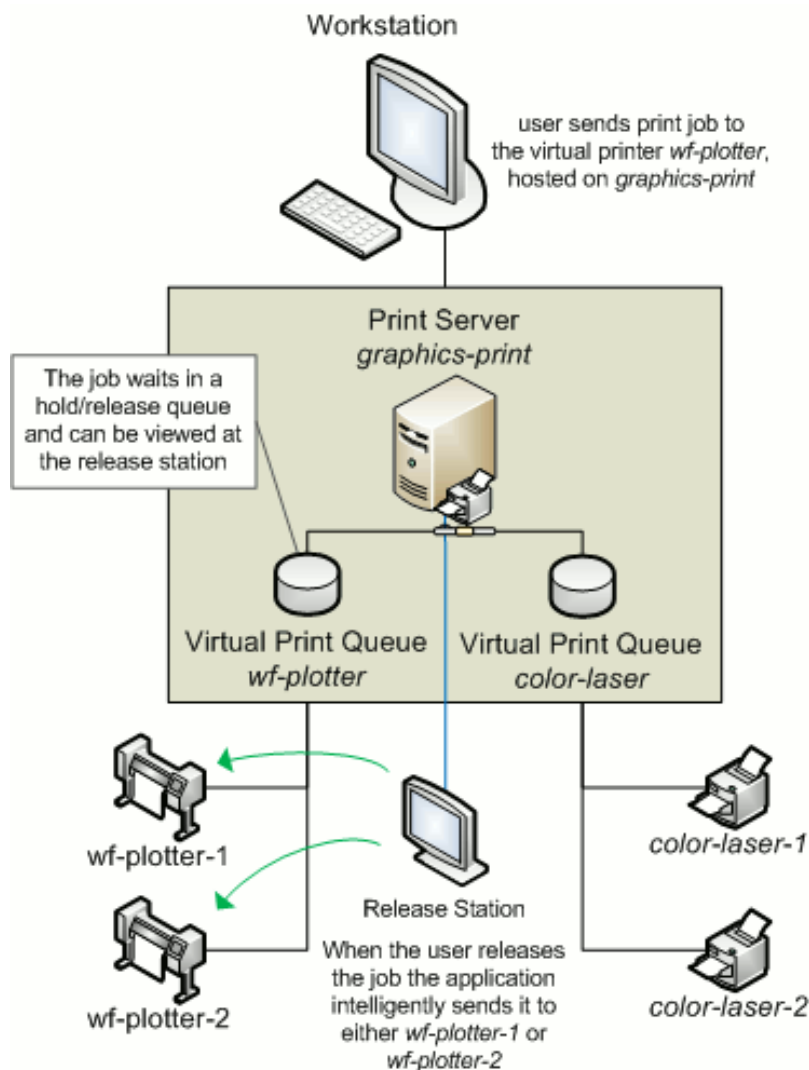 Workstation
user sends print job to
the virtual printer wf-plotter,
hosted on graphics-print
Print Server
graphics-print
The job waits in a
hold/release queue
and can be viewed at
the release station
Virtual Print Queue
wf-plotter
Virtual Print Queue
color-laser
wf-plotter-1
color-laser-1
Release Station
wf-plotter-2
color-laser-2
When the user releases
the job the application
intelligently sends it to
either wf-plotter-1 or
wf-plotter-2